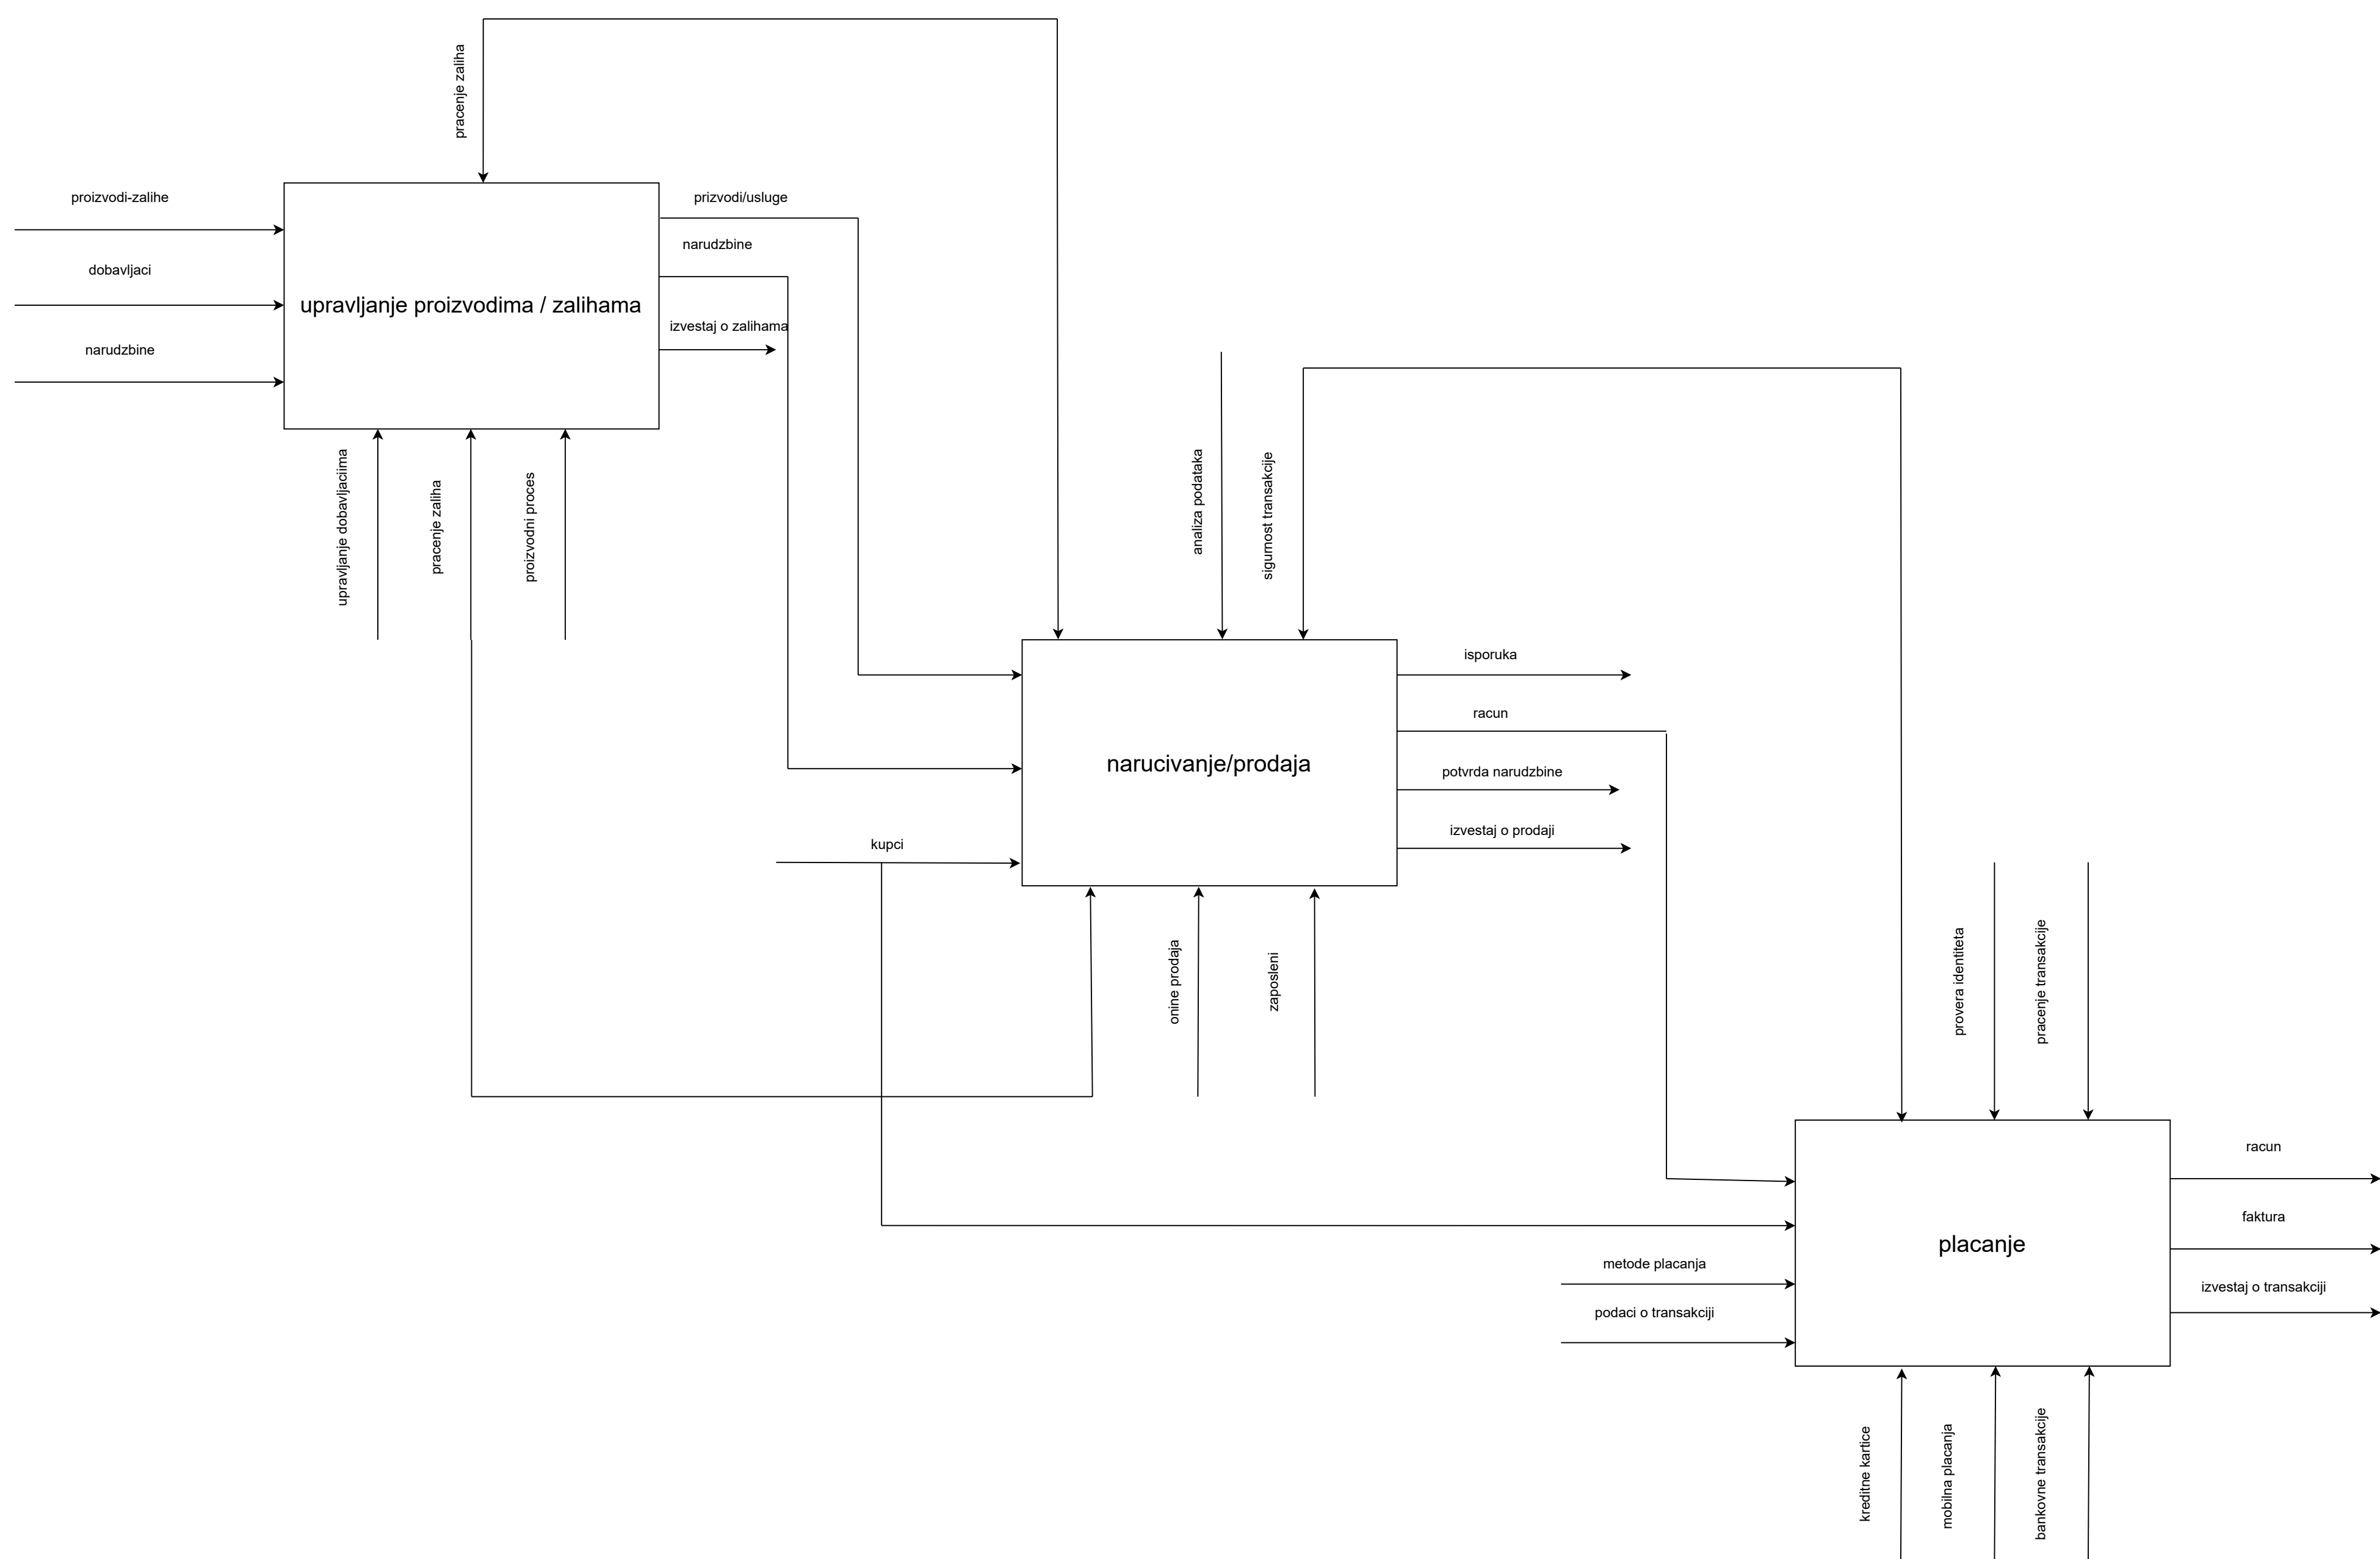 pracenje zaliha
proizvodi-zalihe
dobavljaci
narudzbine
upravljanje proizvodima / zalihama
prizvodi/usluge
narudzbine
izvestaj o zalihama
upravljanje dobavljaciima
pracenje zaliha
proizvodni proces
analiza podataka
sigurnost transakcije
narucivanje/prodaja
kupci
isporuka
racun
potvrda narudzbine
izvestaj o prodaji
onine prodaja
zaposleni
provera identiteta
pracenje transakcije
metode placanja
podaci o transakciji
placanje
racun
faktura
izvestaj o transakciji
kreditne kartice
mobilna placanja
bankovne transakcije